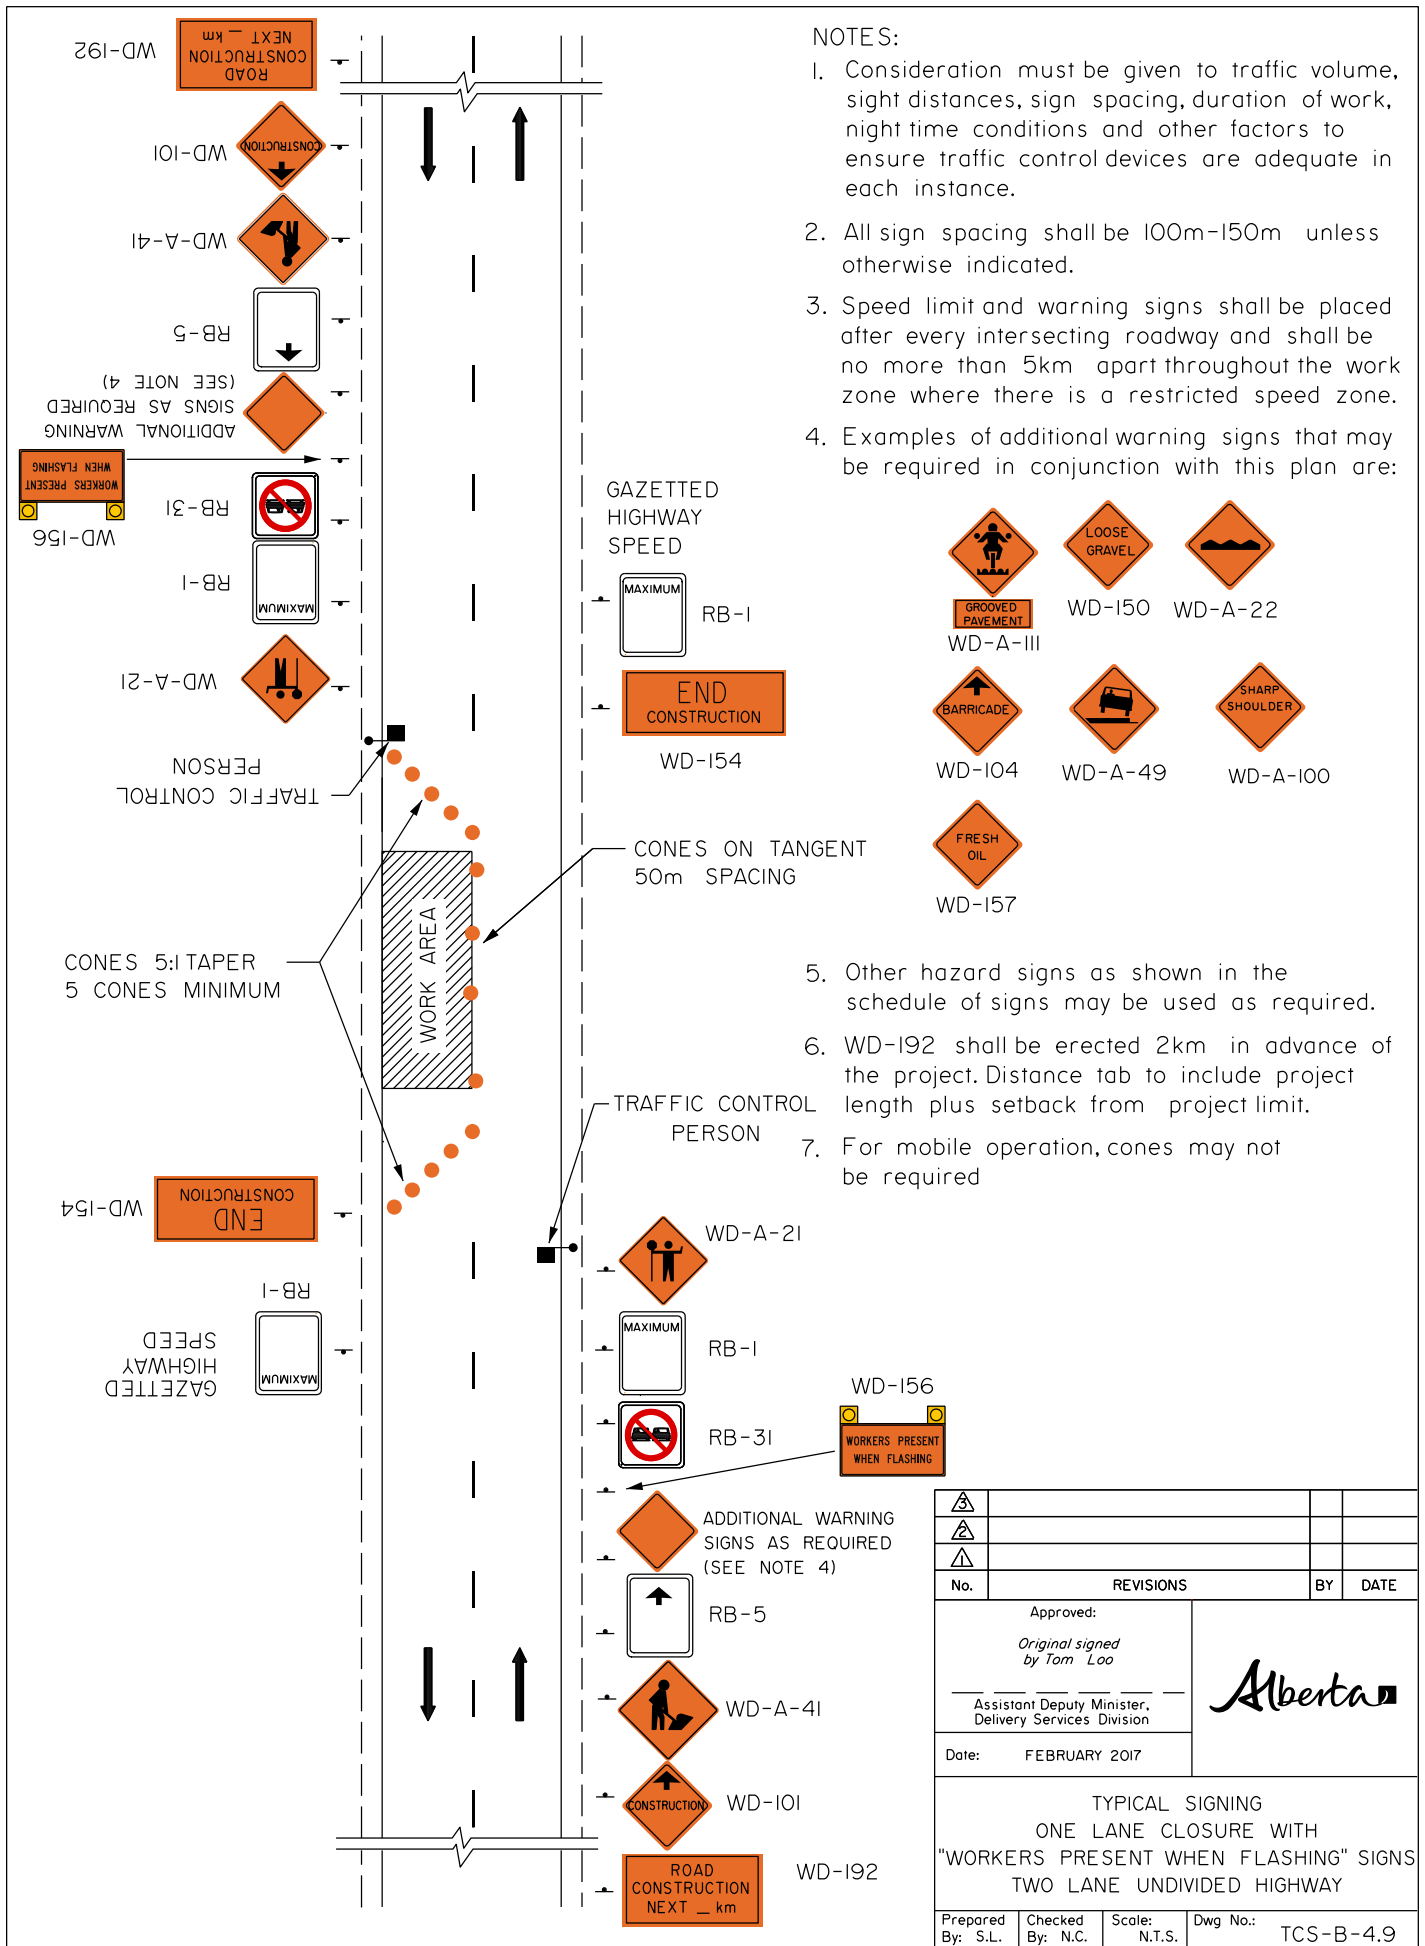 WD-192
ROAD
CONSTRUCTION
NEXT _ km
WD-101
CONSTRUCTION
WD-A-41
RB-5
ADDITIONAL WARNING
SIGNS AS REQUIRED
(SEE NOTE 4)
WORKERS PRESENT
WHEN FLASHING
WD-156
RB-31
RB-1
MAXIMUM
WD-A-21
TRAFFIC CONTROL
PERSON
CONES 5:1 TAPER
5 CONES MINIMUM
WORK AREA
WD-154
END
CONSTRUCTION
RB-1
MAXIMUM
GAZETTED
HIGHWAY
SPEED
GAZETTED
HIGHWAY
SPEED
MAXIMUM
RB-1
END
CONSTRUCTION
WD-154
CONES ON TANGENT
50m SPACING
TRAFFIC CONTROL
PERSON
WD-A-21
MAXIMUM
RB-1
RB-31
WD-156
WORKERS PRESENT
WHEN FLASHING
ADDITIONAL WARNING
SIGNS AS REQUIRED
(SEE NOTE 4)
RB-5
WD-A-41
CONSTRUCTION
WD-101
ROAD
CONSTRUCTION
NEXT _ km
WD-192
NOTES:
1. Consideration must be given to traffic volume,
sight distances, sign spacing, duration of work,
night time conditions and other factors to
ensure traffic control devices are adequate in
each instance.
2. All sign spacing shall be 100m-150m unless
otherwise indicated.
3. Speed limit and warning signs shall be placed
after every intersecting roadway and shall be
no more than 5km apart throughout the work
zone where there is a restricted speed zone.
4. Examples of additional warning signs that may
be required in conjunction with this plan are:
GROOVED
PAVEMENT
WD-A-111
LOOSE
GRAVEL
WD-150
WD-A-22
BARRICADE
WD-104
WD-A-49
SHARP
SHOULDER
WD-A-100
FRESH
OIL
WD-157
5. Other hazard signs as shown in the
schedule of signs may be used as required.
6. WD-192 shall be erected 2km in advance of
the project. Distance tab to include project
length plus setback from project limit.
7. For mobile operation, cones may not
be required
3
2
1
No. REVISIONS BY DATE
Approved:
Original signed
by Tom Loo
Assistant Deputy Minister,
Delivery Services Division
Date: FEBRUARY 2017
Alberta
TYPICAL SIGNING
ONE LANE CLOSURE WITH
"WORKERS PRESENT WHEN FLASHING" SIGNS
TWO LANE UNDIVIDED HIGHWAY
Prepared
By: S.L.
Checked
By: N.C.
Scale:
N.T.S.
Dwg No.:
TCS-B-4.9